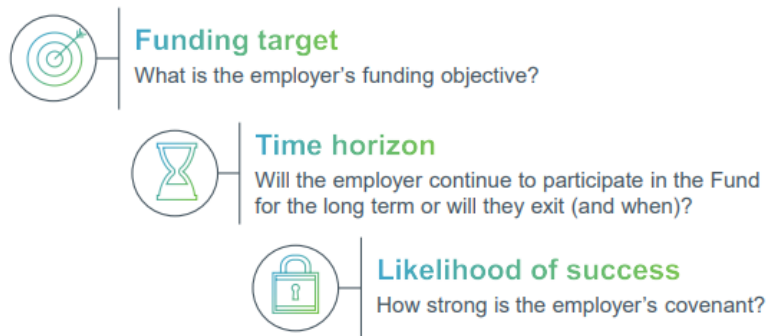 Funding target
What is the employer's funding objective?
Time horizon
Will the employer continue to participate in the Fund
for the long term or will they exit (and when)?
Likelihood of success
How strong is the employer's covenant?